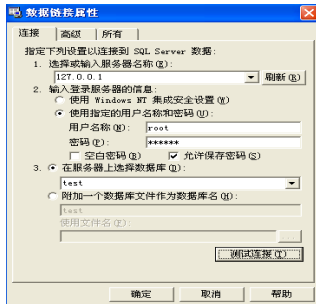 数据链接属性
连接 高级 所有
指定下列设置以连接到 SQL Server 数据:
1. 选择或输入服务器名称(E):
127.0.0.1 刷新(R)
2. 输入登录服务器的信息:
使用 Windows NT 集成安全设置(W)
使用指定的用户名称和密码(U):
用户名称(N): root
密码(P): ******
空白密码(B) 允许保存密码(S)
3. 在服务器上选择数据库(D):
test
附加一个数据库文件作为数据库名(H):
test
使用文件名(F):
...
测试连接(T)
确定 取消 帮助